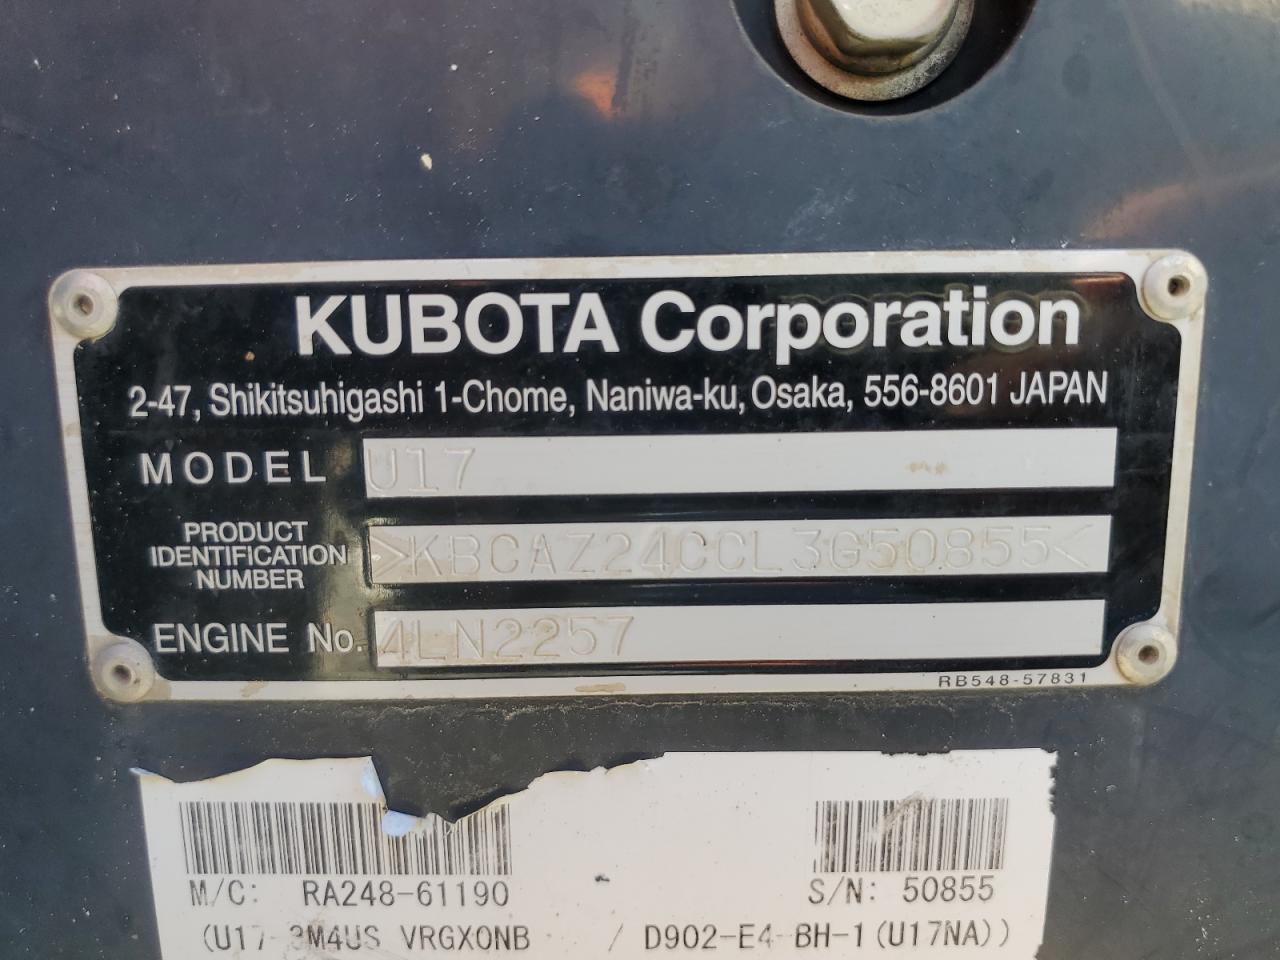 KUBOTA Corporation
2-47, Shikitsuhigashi 1-Chome, Naniwa-ku, Osaka, 556-8601 JAPAN
MODEL U17
PRODUCT
IDENTIFICATION
NUMBER
>KBCAZ24CCL3G50855<
ENGINE No. 4LN2257
RB548-57831
M/C: RA248-61190 S/N: 50855
(U17-3M4US VRGXONB / D902-E4-BH-1(U17NA))